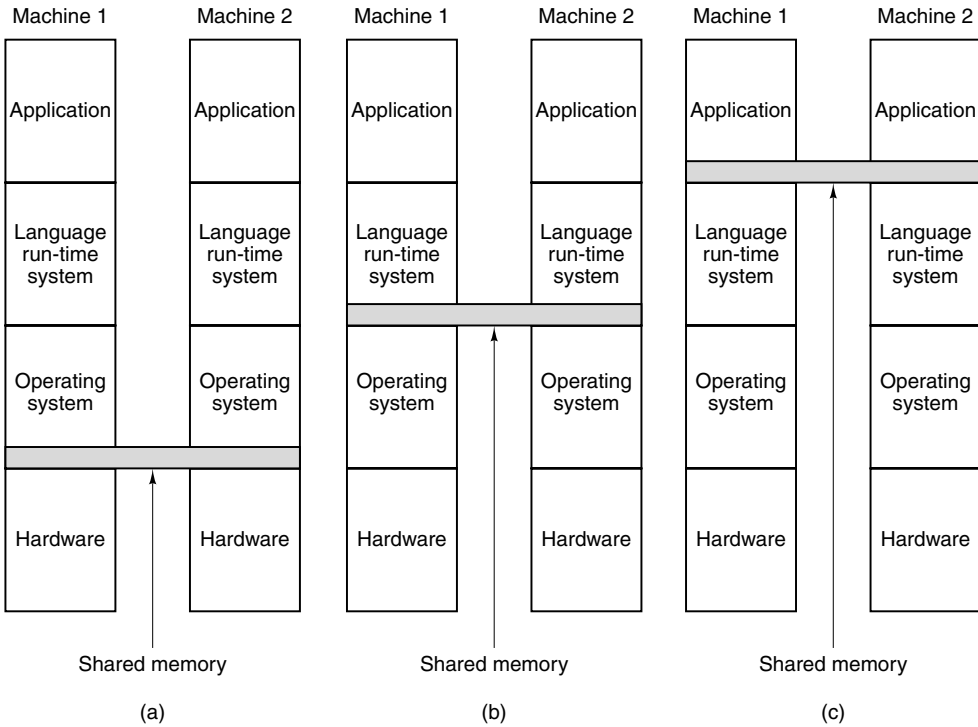 Machine 1
Machine 2
Application
Application
Language
run-time
system
Language
run-time
system
Operating
system
Operating
system
Hardware
Hardware
Shared memory
(a)
Machine 1
Machine 2
Application
Application
Language
run-time
system
Language
run-time
system
Operating
system
Operating
system
Hardware
Hardware
Shared memory
(b)
Machine 1
Machine 2
Application
Application
Language
run-time
system
Language
run-time
system
Operating
system
Operating
system
Hardware
Hardware
Shared memory
(c)